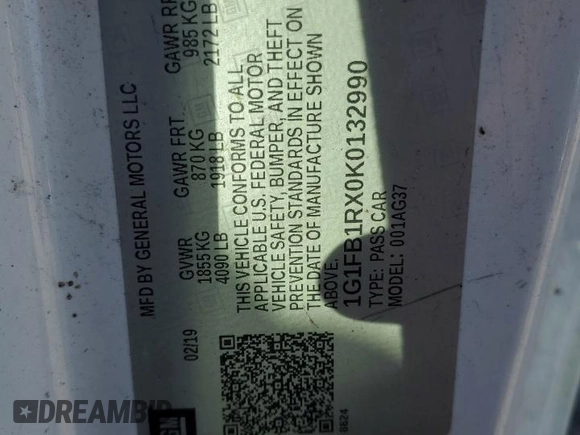 MFD BY GENERAL MOTORS LLC
02/19
GVWR
1855 KG
4090 LB
GAWR FRT.
870 KG
1918 LB
GAWR RR
985 KG
2172 LB
THIS VEHICLE CONFORMS TO ALL
APPLICABLE U.S. FEDERAL MOTOR
VEHICLE SAFETY, BUMPER, AND THEFT
PREVENTION STANDARDS IN EFFECT ON
THE DATE OF MANUFACTURE SHOWN
ABOVE.
1G1FB1RX0K0132990
TYPE: PASS CAR
MODEL: 001AG37
8624
GM
DREAMBID